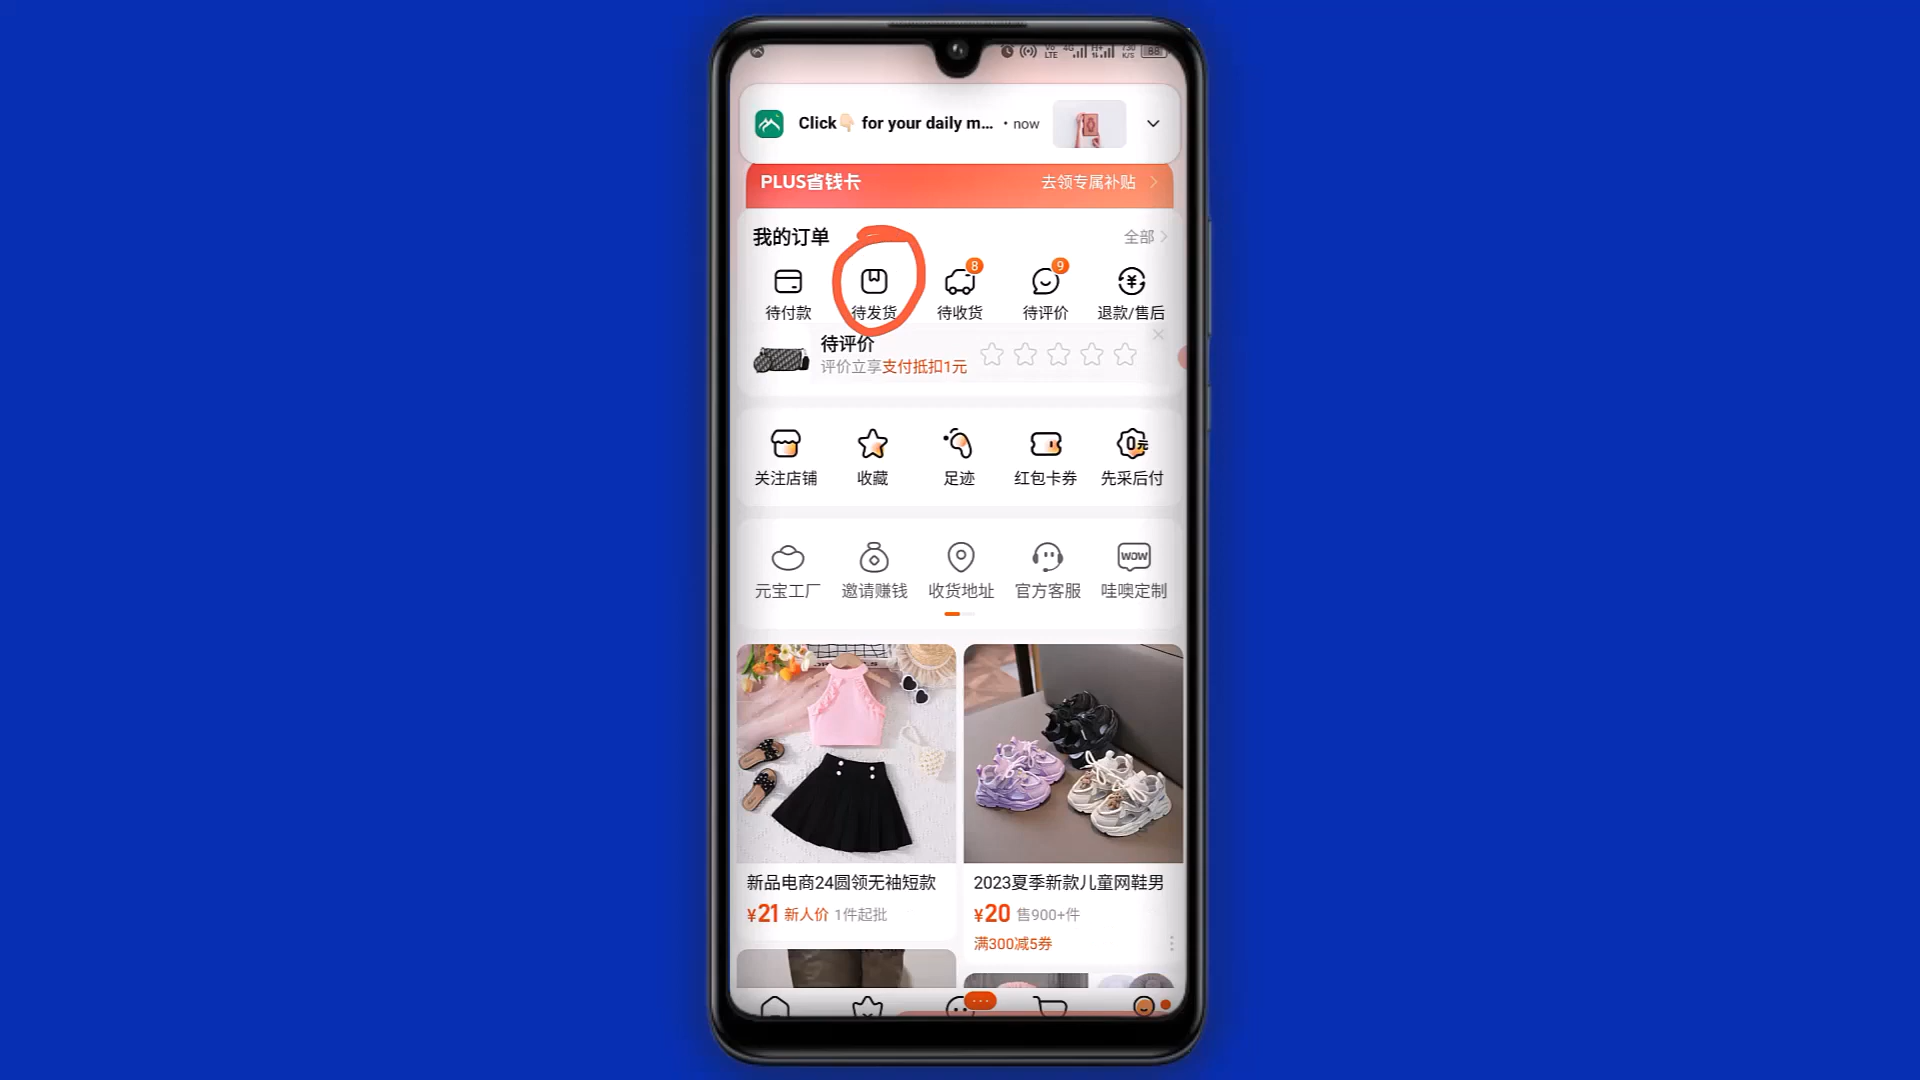 Vo LTE 4G H+ 730 K/S 88
Click👇🏻 for your daily m... • now
PLUS省钱卡 去领专属补贴
我的订单 全部
8 9
待付款 待发货 待收货 待评价 退款/售后
待评价
评价立享支付抵扣1元
关注店铺 收藏 足迹 红包卡券 先采后付
WOW
元宝工厂 邀请赚钱 收货地址 官方客服 哇噢定制
新品电商24圆领无袖短款
¥21 新人价 1件起批
2023夏季新款儿童网鞋男
¥20 售900+件
满300减5券